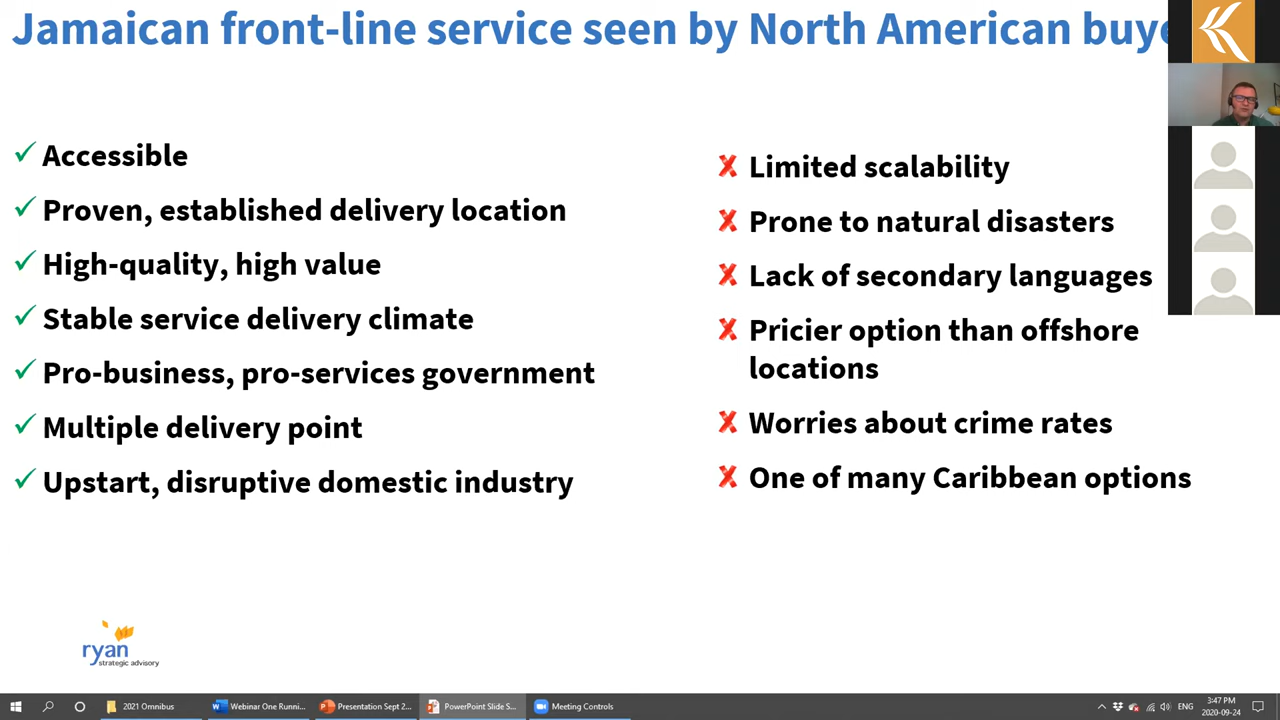 Jamaican front-line service seen by North American buye
Accessible
Proven, established delivery location
High-quality, high value
Stable service delivery climate
Pro-business, pro-services government
Multiple delivery point
Upstart, disruptive domestic industry
Limited scalability
Prone to natural disasters
Lack of secondary languages
Pricier option than offshore
locations
Worries about crime rates
One of many Caribbean options
ryan
strategic advisory
2021 Omnibus
Webinar One Runni...
Presentation Sept 2...
PowerPoint Slide S...
Meeting Controls
ENG
3:47 PM
2020-09-24